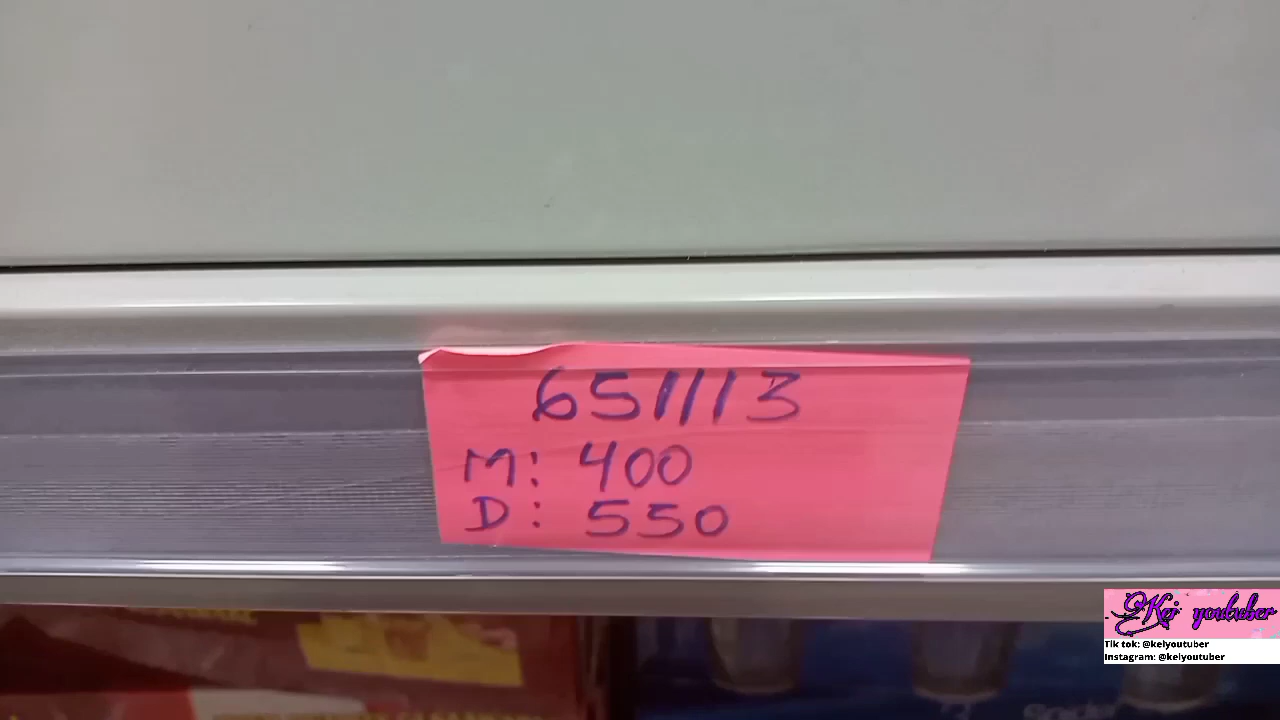 651113
M: 400
D: 550
Kei youtuber
Tik tok: @keiyoutuber
Instagram: @keiyoutuber